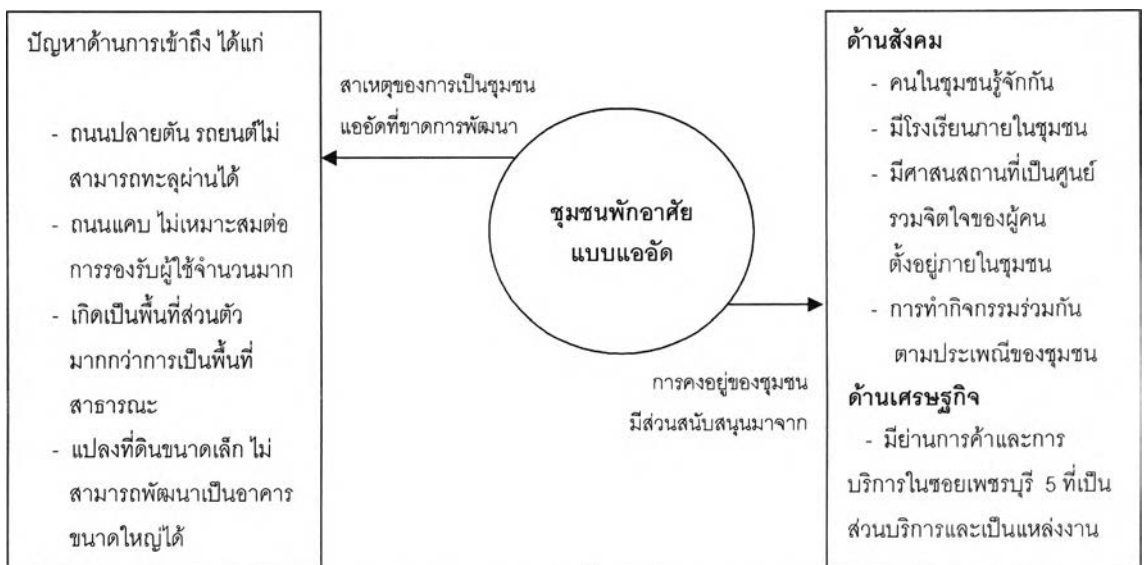 ปัญหาด้านการเข้าถึง ได้แก่
- ถนนปลายตัน รถยนต์ไม่
สามารถทะลุผ่านได้
- ถนนแคบ ไม่เหมาะสมต่อ
การรองรับผู้ใช้จำนวนมาก
- เกิดเป็นพื้นที่ส่วนตัว
มากกว่าการเป็นพื้นที่
สาธารณะ
- แปลงที่ดินขนาดเล็ก ไม่
สามารถพัฒนาเป็นอาคาร
ขนาดใหญ่ได้
สาเหตุของการเป็นชุมชน
แออัดที่ขาดการพัฒนา
ชุมชนพักอาศัย
แบบแออัด
การคงอยู่ของชุมชน
มีส่วนสนับสนุนมาจาก
ด้านสังคม
- คนในชุมชนรู้จักกัน
- มีโรงเรียนภายในชุมชน
- มีศาสนสถานที่เป็นศูนย์
รวมจิตใจของผู้คน
ตั้งอยู่ภายในชุมชน
- การทำกิจกรรมร่วมกัน
ตามประเพณีของชุมชน
ด้านเศรษฐกิจ
- มีย่านการค้าและการ
บริการในซอยเพชรบุรี 5 ที่เป็น
ส่วนบริการและเป็นแหล่งงาน